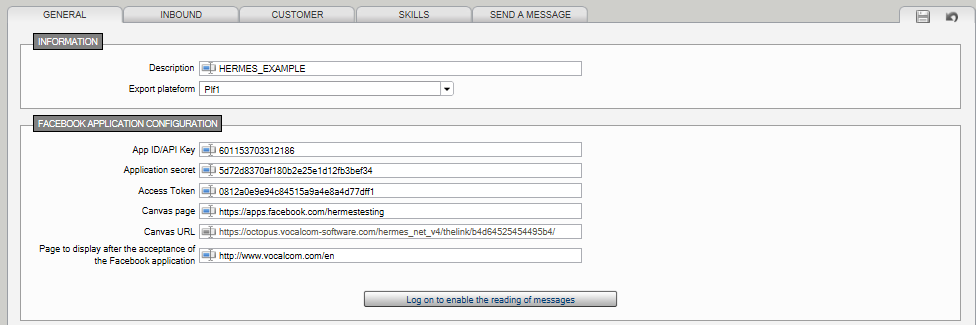 GENERAL INBOUND CUSTOMER SKILLS SEND A MESSAGE
INFORMATION
Description HERMES_EXAMPLE
Export plateform Plf1
FACEBOOK APPLICATION CONFIGURATION
App ID/API Key 601153703312186
Application secret 5d72d8370af180b2e25e1d12fb3bef34
Access Token 0812a0e9e94c84515a9a4e8a4d77dff1
Canvas page https://apps.facebook.com/hermestesting
Canvas URL https://octopus.vocalcom-software.com/hermes_net_v4/thelink/b4d64525454495b4/
Page to display after the acceptance of
the Facebook application http://www.vocalcom.com/en
Log on to enable the reading of messages